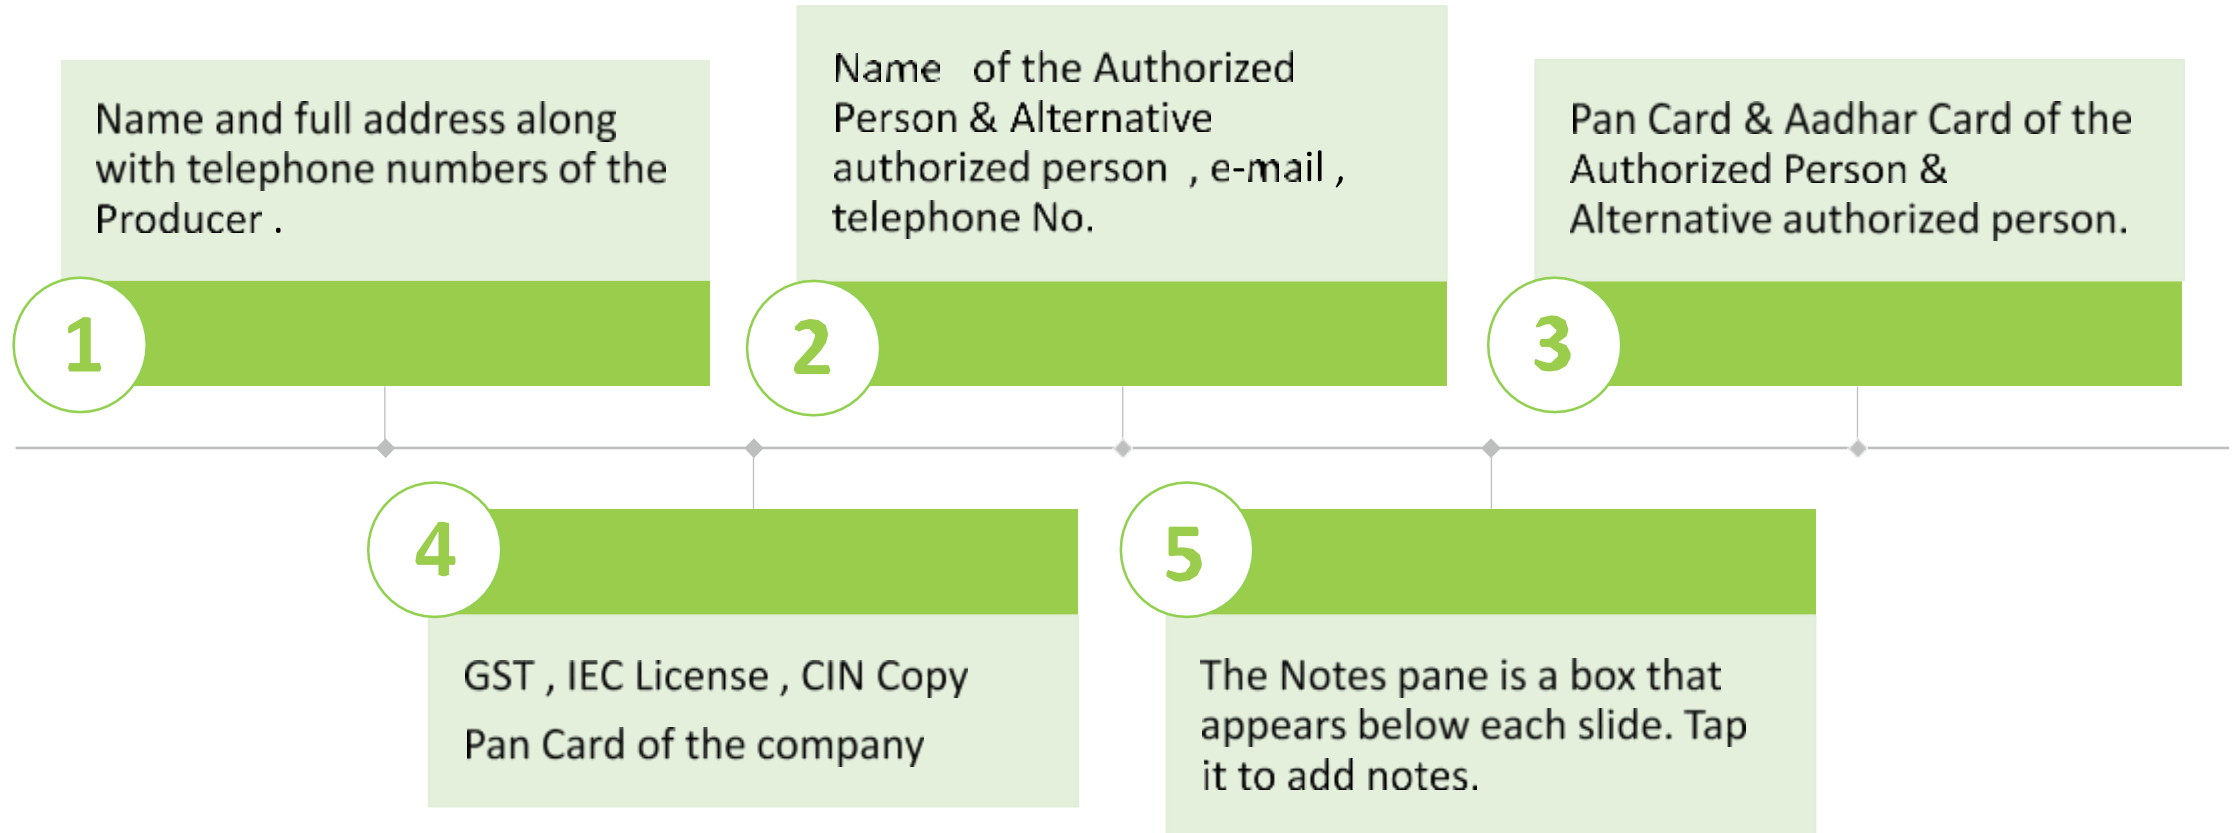 Name and full address along
with telephone numbers of the
Producer .
1
Name of the Authorized
Person & Alternative
authorized person , e-mail ,
telephone No.
2
Pan Card & Aadhar Card of the
Authorized Person &
Alternative authorized person.
3
4
GST , IEC License , CIN Copy
Pan Card of the company
5
The Notes pane is a box that
appears below each slide. Tap
it to add notes.